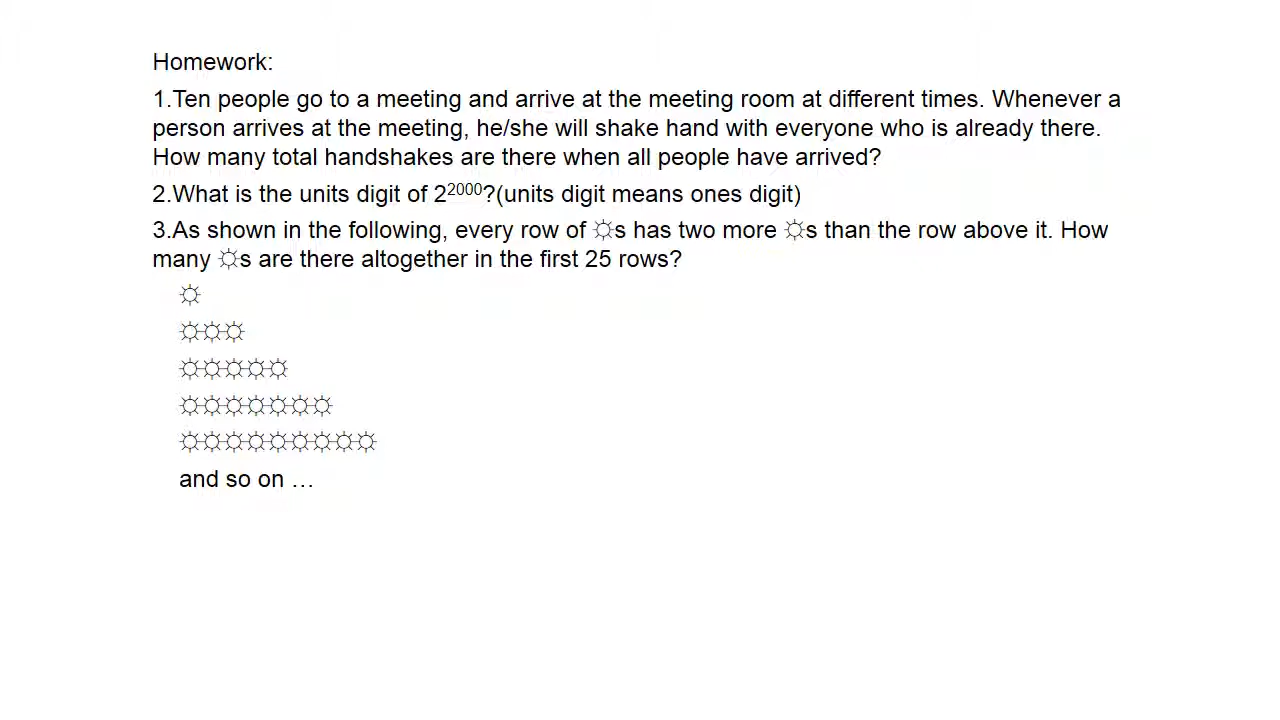 Homework:
1.Ten people go to a meeting and arrive at the meeting room at different times. Whenever a
person arrives at the meeting, he/she will shake hand with everyone who is already there.
How many total handshakes are there when all people have arrived?
2.What is the units digit of 2²⁰⁰⁰?(units digit means ones digit)
3.As shown in the following, every row of ☼s has two more ☼s than the row above it. How
many ☼s are there altogether in the first 25 rows?
☼
☼☼☼
☼☼☼☼☼
☼☼☼☼☼☼☼
☼☼☼☼☼☼☼☼☼
and so on …